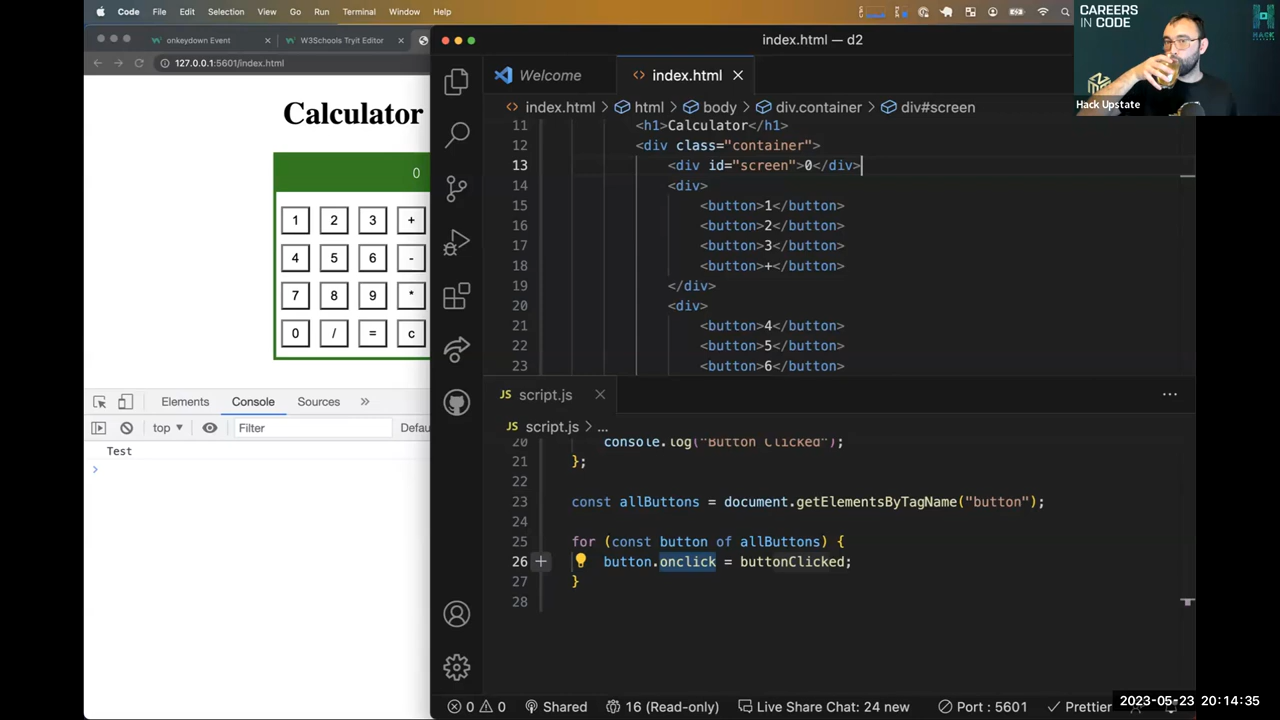 Code File Edit Selection View Go Run Terminal Window Help
onkeydown Event
W3Schools Tryit Editor
127.0.0.1:5601/index.html
Calculator
0
1 2 3 +
4 5 6 -
7 8 9 *
0 / = c
Elements Console Sources »
top Filter Defau
Test
>
index.html — d2
Welcome
index.html
index.html > html > body > div.container > div#screen
11 <h1>Calculator</h1>
12 <div class="container">
13 <div id="screen">0</div>
14 <div>
15 <button>1</button>
16 <button>2</button>
17 <button>3</button>
18 <button>+</button>
19 </div>
20 <div>
21 <button>4</button>
22 <button>5</button>
23 <button>6</button>
JS script.js
JS script.js > ...
20 console.log("Button Clicked");
21 };
22
23 const allButtons = document.getElementsByTagName("button");
24
25 for (const button of allButtons) {
26 button.onclick = buttonClicked;
27 }
28
0 0 Shared 16 (Read-only) Live Share Chat: 24 new Port : 5601 Prettier
CAREERS
IN CODE
HACK
UPSTATE
Hack Upstate
2023-05-23 20:14:35